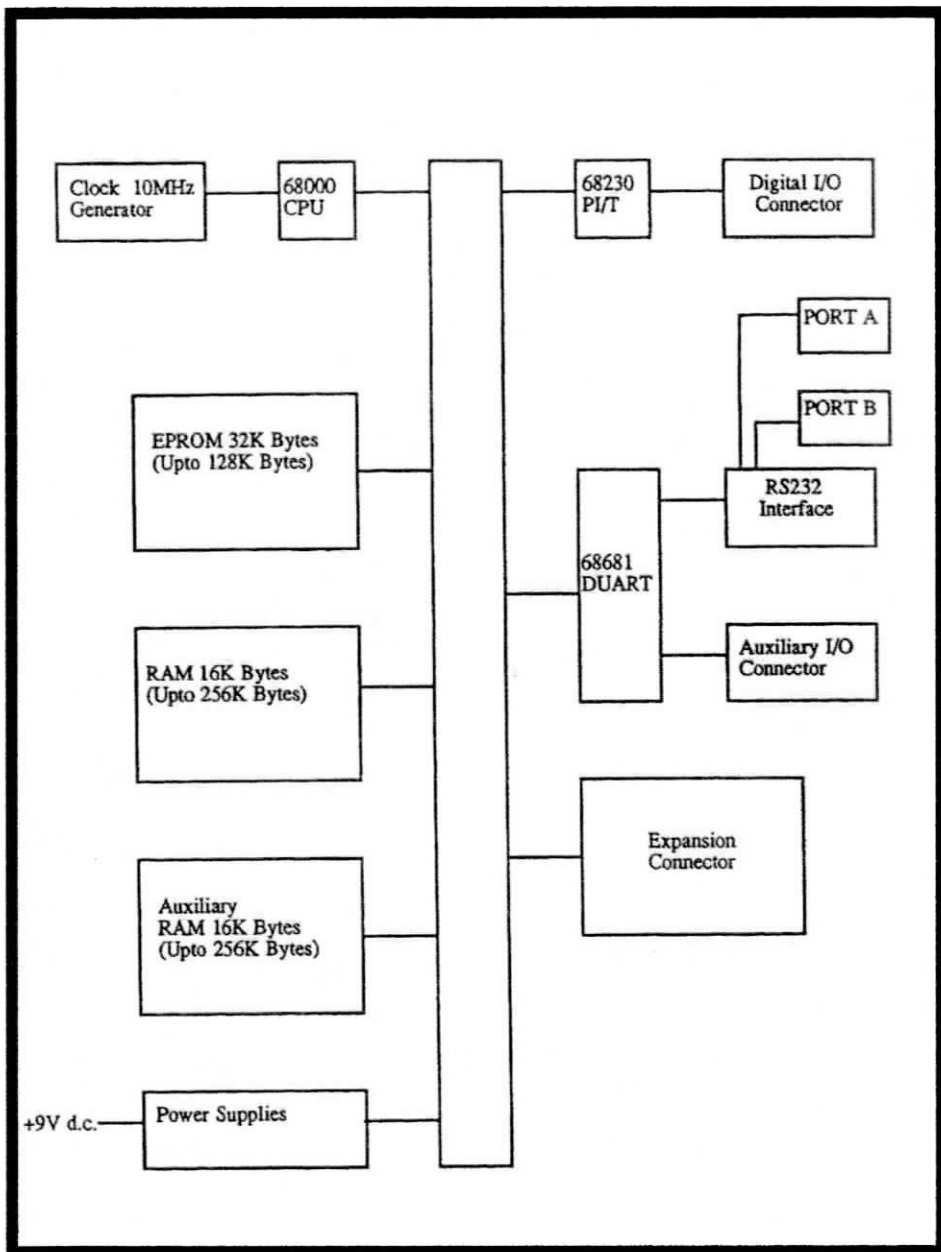 Clock 10MHz
Generator
68000
CPU
68230
PI/T
Digital I/O
Connector
PORT A
PORT B
EPROM 32K Bytes
(Upto 128K Bytes)
RS232
Interface
68681
DUART
RAM 16K Bytes
(Upto 256K Bytes)
Auxiliary I/O
Connector
Expansion
Connector
Auxiliary
RAM 16K Bytes
(Upto 256K Bytes)
+9V d.c.
Power Supplies